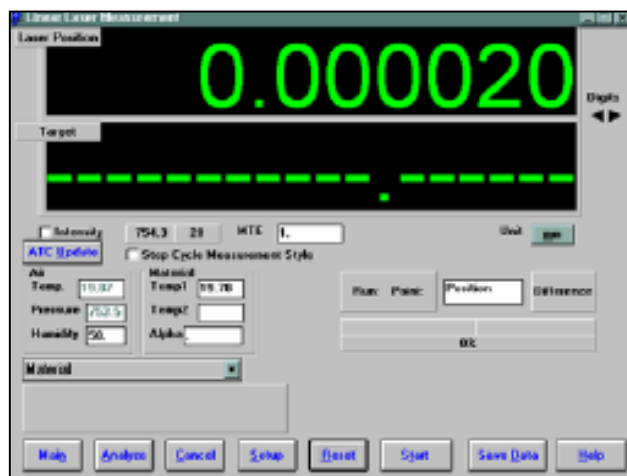 Linear Laser Measurement
Laser Position
0.000020
Digits
Target
----------.-----
Intensity 754.3 20 MTE 1. Unit mm
ATC Update Stop Cycle Measurement Style
Air Material
Temp. 19.87 Temp1 19.78 Run: Point: Position Difference
Pressure 752.5 Temp2
Humidity 50. Alpha .
0%
Material
Main Analyze Cancel Setup Reset Start Save Data Help